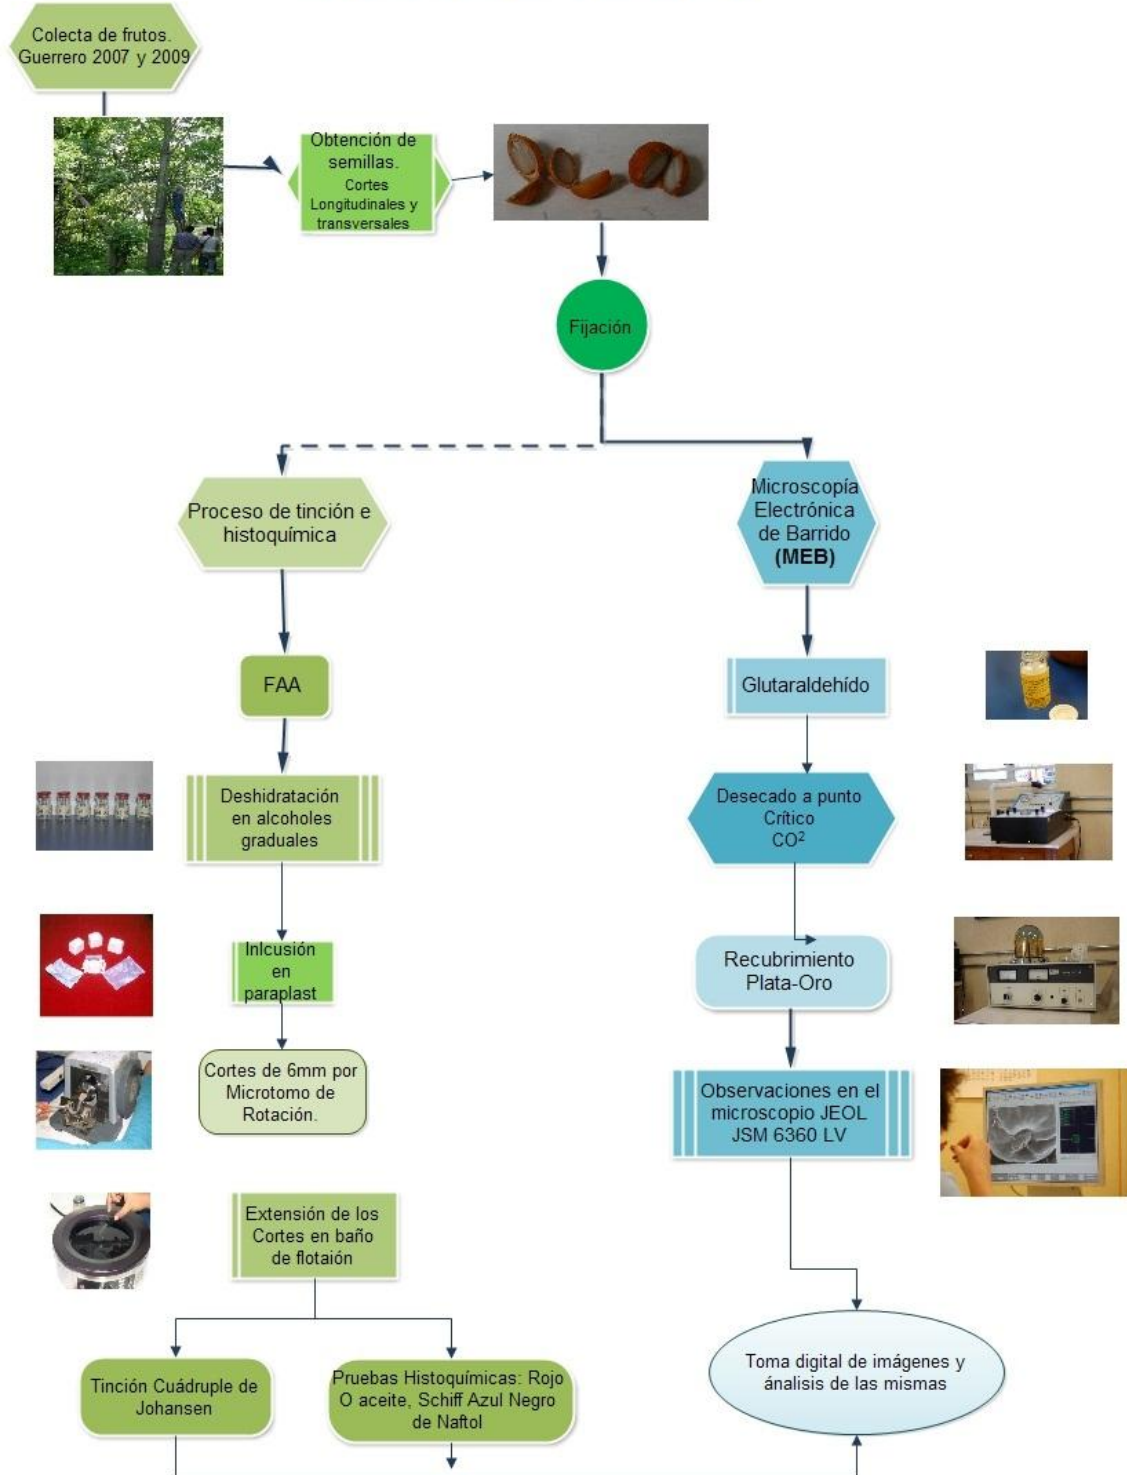 Colecta de frutos.
Guerrero 2007 y 2009
Obtención de
semillas.
Cortes
Longitudinales y
transversales
Fijación
Proceso de tinción e
histoquímica
Microscopía
Electrónica
de Barrido
(MEB)
FAA
Glutaraldehído
Deshidratación
en alcoholes
graduales
Desecado a punto
Crítico
CO²
Inlcusión
en
paraplast
Recubrimiento
Plata-Oro
Cortes de 6mm por
Microtomo de
Rotación.
Observaciones en el
microscopio JEOL
JSM 6360 LV
Extensión de los
Cortes en baño
de flotaión
Tinción Cuádruple de
Johansen
Pruebas Histoquímicas: Rojo
O aceite, Schiff Azul Negro
de Naftol
Toma digital de imágenes y
ánalisis de las mismas